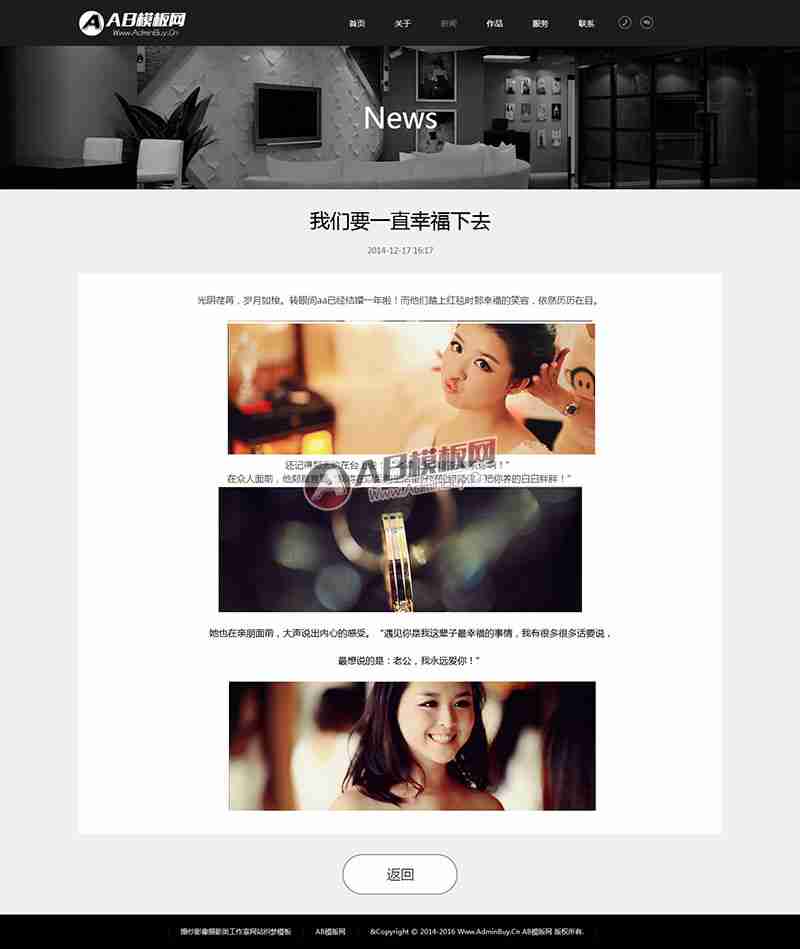 AB模板网
Www.AdminBuy.Cn
首页 关于 新闻 作品 服务 联系
News
我们要一直幸福下去
2014-12-17 16:17
光阴荏苒，岁月如梭。转眼间aa已经结婚一年啦！而他们踏上红毯时那幸福的笑容，依然历历在目。
还记得 在台上 ”
在众人面前，他 把你养的白白胖胖！”
AB模板网
Www.AdminBuy.Cn
她也在亲朋面前，大声说出内心的感受。“遇见你是我这辈子最幸福的事情，我有很多很多话要说，
最想说的是：老公，我永远爱你！”
返回
婚纱影像摄影类工作室网站织梦模板 AB模板网 &Copyright © 2014-2016 Www.AdminBuy.Cn AB模板网 版权所有.